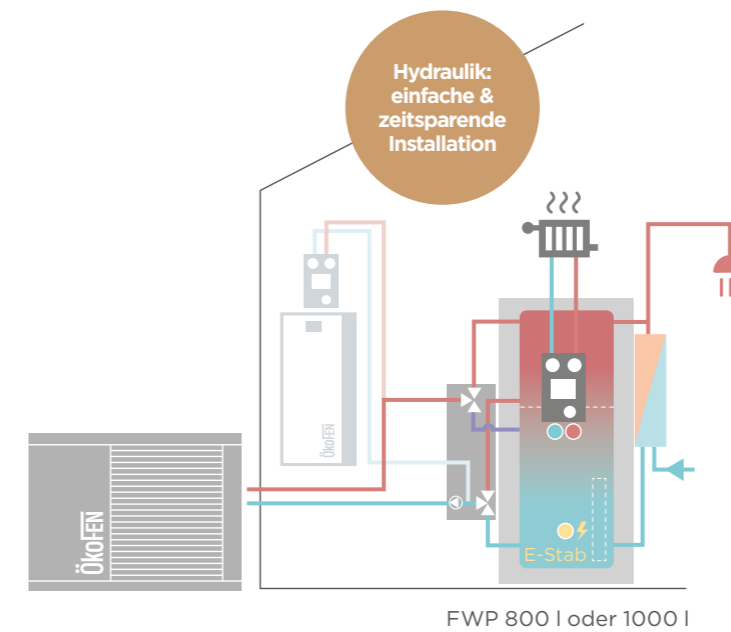 Hydraulik:
einfache &
zeitsparende
Installation
ÖkoFEN
ÖkoFEN
E-Stab
FWP 800 l oder 1000 l